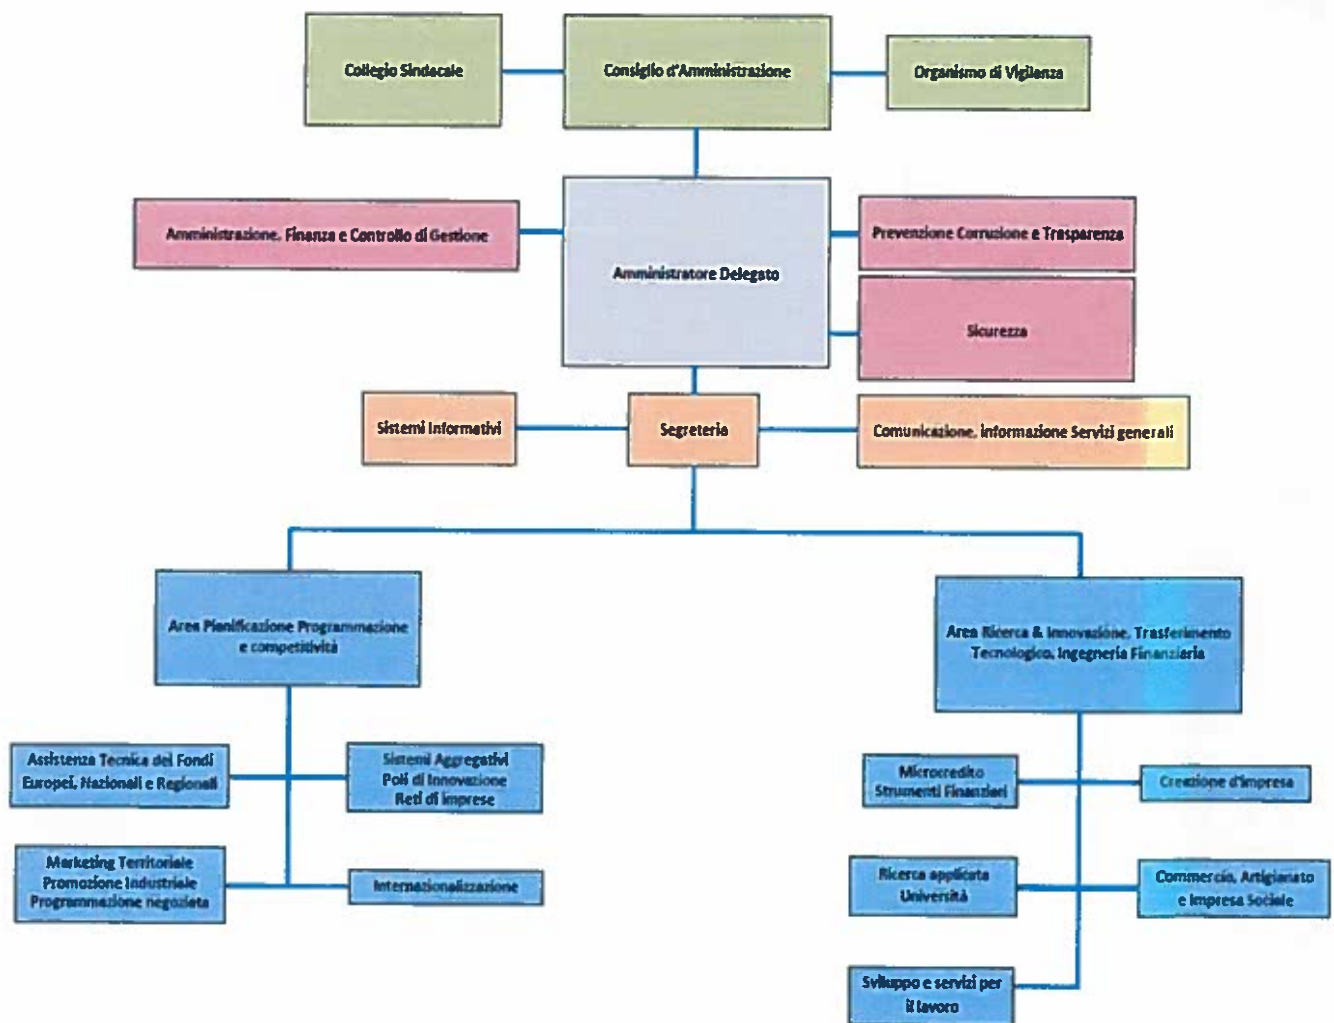 Collegio Sindacale
Consiglio d'Amministrazione
Organismo di Vigilanza
Amministrazione, Finanza e Controllo di Gestione
Amministratore Delegato
Prevenzione Corruzione e Trasparenza
Sicurezza
Sistemi Informativi
Segreteria
Comunicazione, Informazione Servizi generali
Area Pianificazione Programmazione
e competitività
Area Ricerca & Innovazione, Trasferimento
Tecnologico, Ingegneria Finanziaria
Assistenza Tecnica dei Fondi
Europei, Nazionali e Regionali
Sistemi Aggregativi
Poli di Innovazione
Reti di imprese
Marketing Territoriale
Promozione Industriale
Programmazione negoziata
Internazionalizzazione
Microcredito
Strumenti Finanziari
Creazione d'impresa
Ricerca applicata
Università
Commercio, Artigianato
e Impresa Sociale
Sviluppo e servizi per
il lavoro